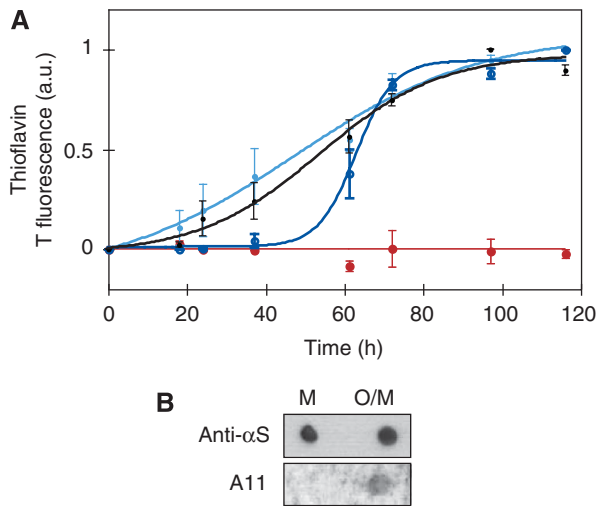 A
Thioflavin
T fluorescence (a.u.)
1
0.5
0
0 20 40 60 80 100 120
Time (h)
B
M O/M
Anti-αS
A11